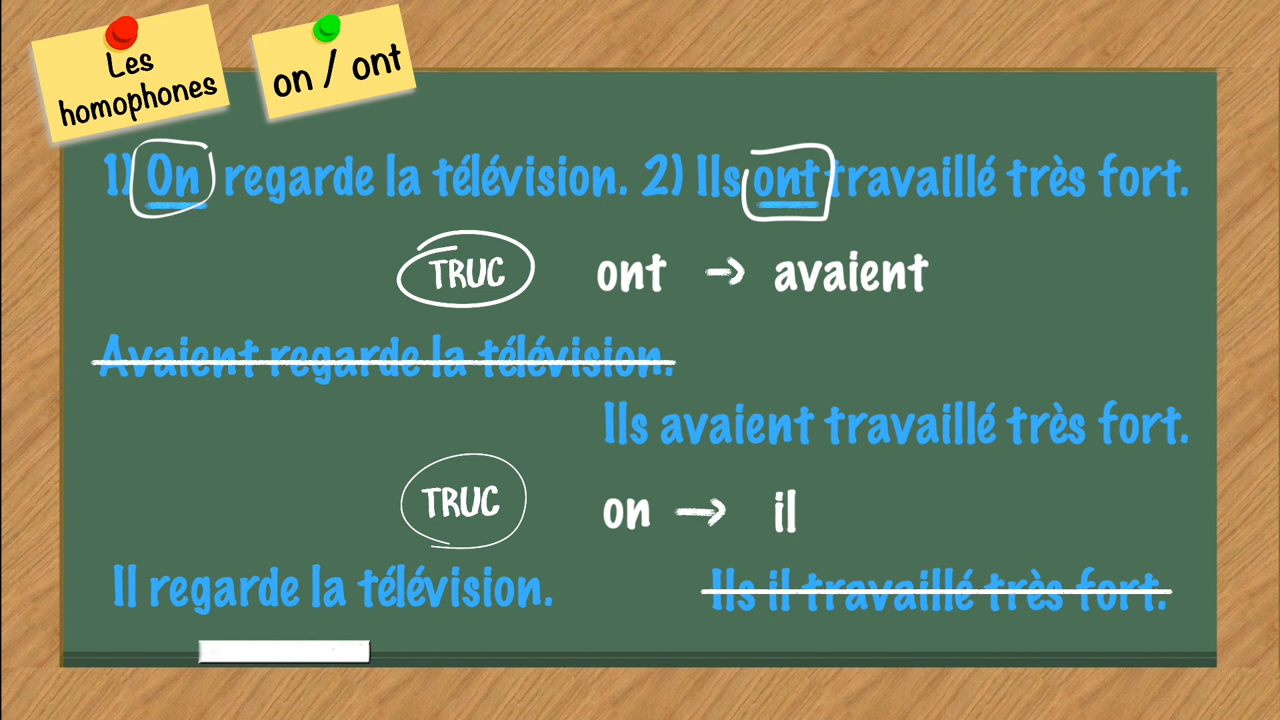 Les
homophones
on / ont
1) On regarde la télévision. 2) Ils ont travaillé très fort.
TRUC ont → avaient
Avaient regarde la télévision.
Ils avaient travaillé très fort.
TRUC on → il
Il regarde la télévision. Ils il travaillé très fort.